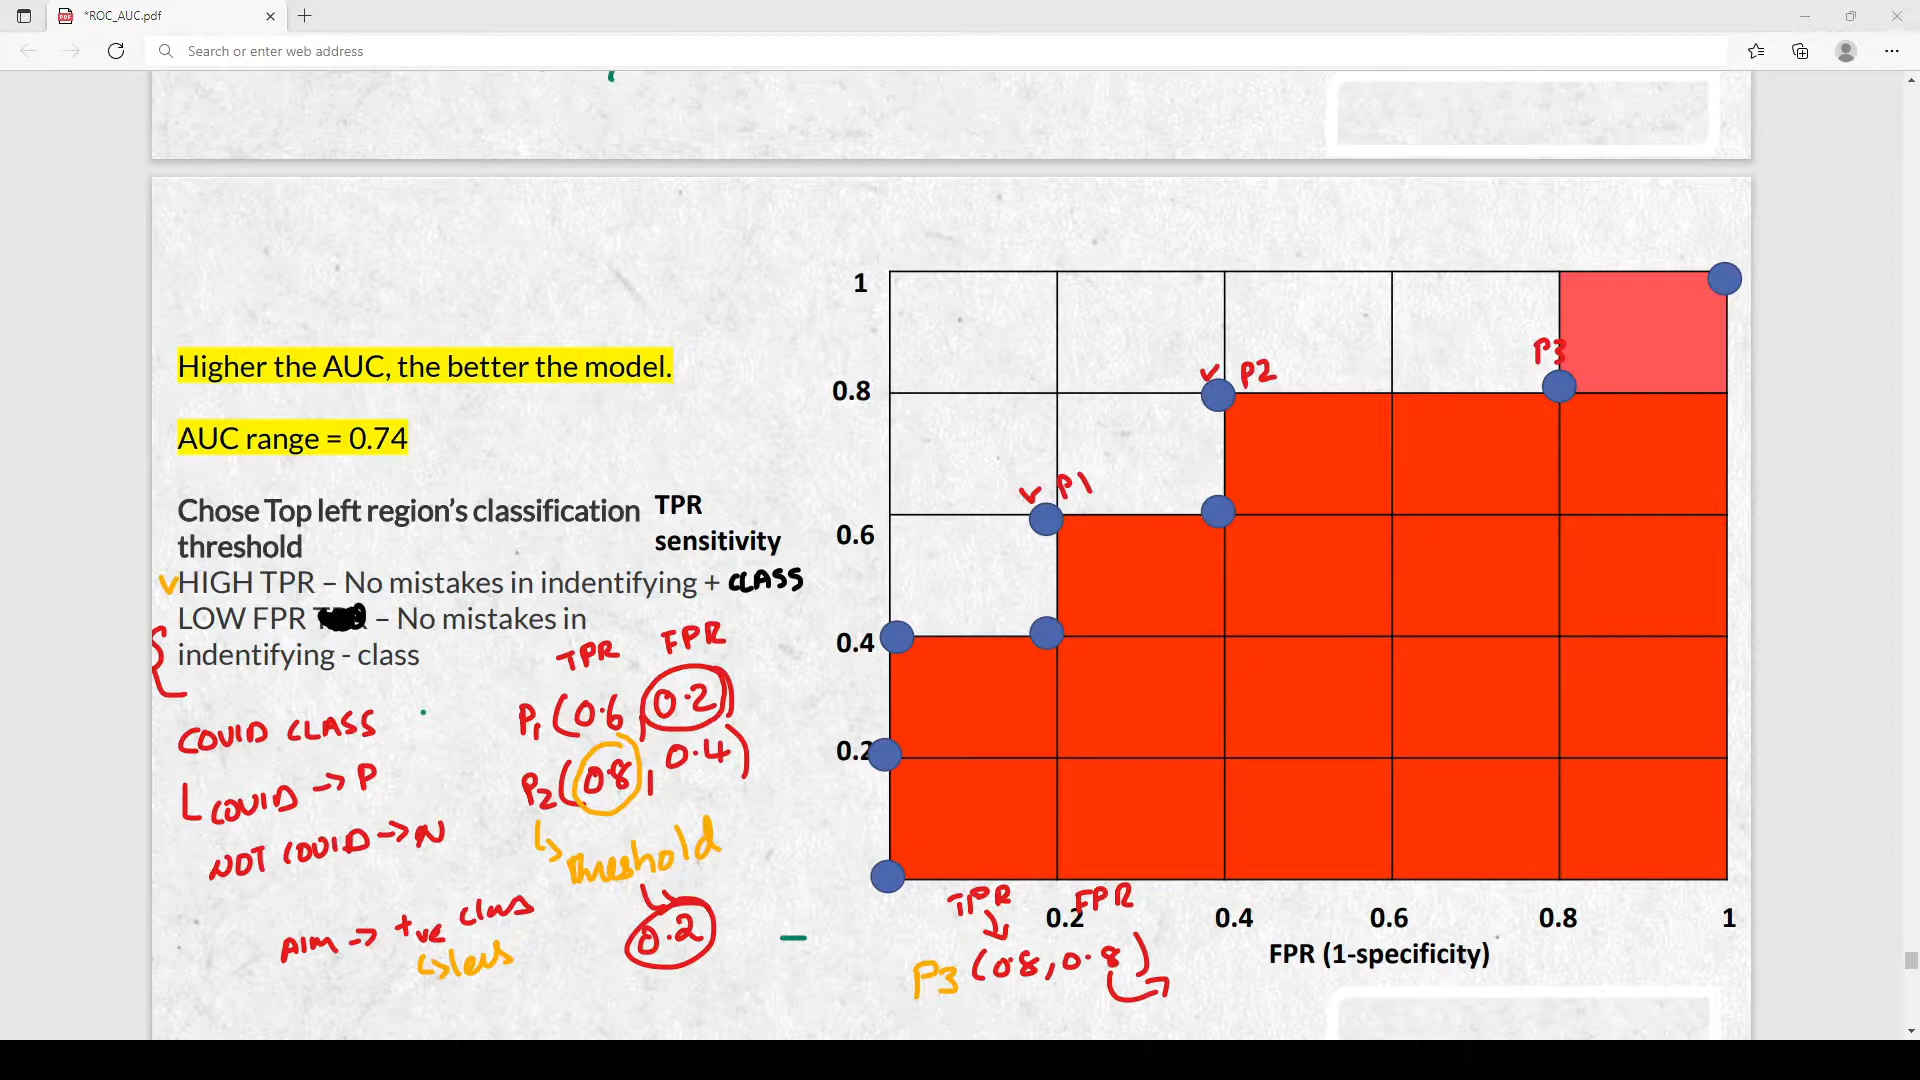 *ROC_AUC.pdf
Search or enter web address
Higher the AUC, the better the model.
AUC range = 0.74
Chose Top left region's classification
threshold
HIGH TPR – No mistakes in indentifying + CLASS
LOW FPR – No mistakes in
indentifying - class
TPR
sensitivity
TPR FPR
P1 (0.6, 0.2)
P2 (0.8, 0.4)
Threshold
0.2
COVID CLASS
COVID -> P
NOT COVID -> N
AIM -> +ve class
1
0.8
0.6
0.4
0.2
P1
P2
P3
0.2 0.4 0.6 0.8 1
FPR (1-specificity)
TPR FPR
P3 (0.8, 0.8)